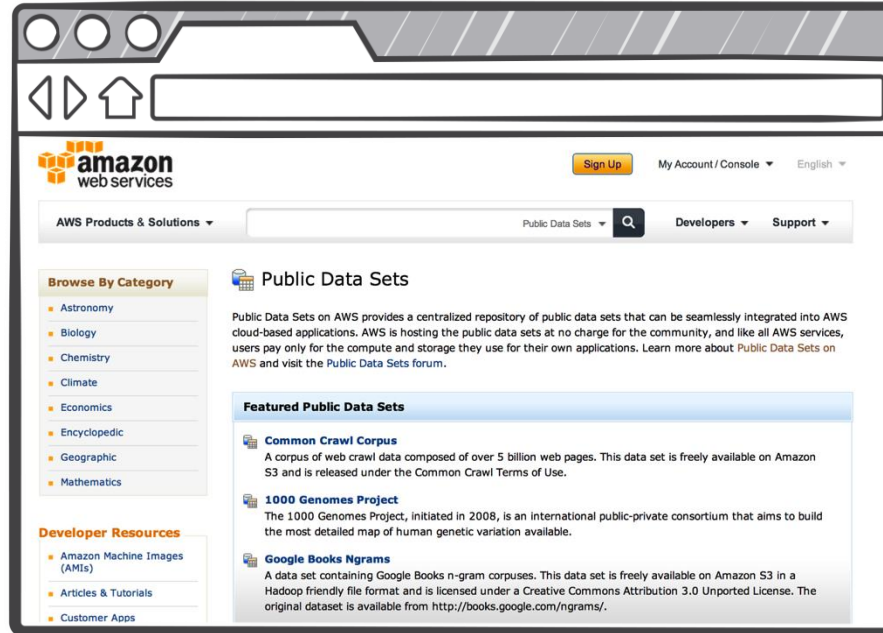 amazon
web services
Sign Up
My Account / Console
English
AWS Products & Solutions
Public Data Sets
Developers
Support
Browse By Category
Astronomy
Biology
Chemistry
Climate
Economics
Encyclopedic
Geographic
Mathematics
Developer Resources
Amazon Machine Images
(AMIs)
Articles & Tutorials
Customer Apps
Public Data Sets
Public Data Sets on AWS provides a centralized repository of public data sets that can be seamlessly integrated into AWS
cloud-based applications. AWS is hosting the public data sets at no charge for the community, and like all AWS services,
users pay only for the compute and storage they use for their own applications. Learn more about Public Data Sets on
AWS and visit the Public Data Sets forum.
Featured Public Data Sets
Common Crawl Corpus
A corpus of web crawl data composed of over 5 billion web pages. This data set is freely available on Amazon
S3 and is released under the Common Crawl Terms of Use.
1000 Genomes Project
The 1000 Genomes Project, initiated in 2008, is an international public-private consortium that aims to build
the most detailed map of human genetic variation available.
Google Books Ngrams
A data set containing Google Books n-gram corpuses. This data set is freely available on Amazon S3 in a
Hadoop friendly file format and is licensed under a Creative Commons Attribution 3.0 Unported License. The
original dataset is available from http://books.google.com/ngrams/.